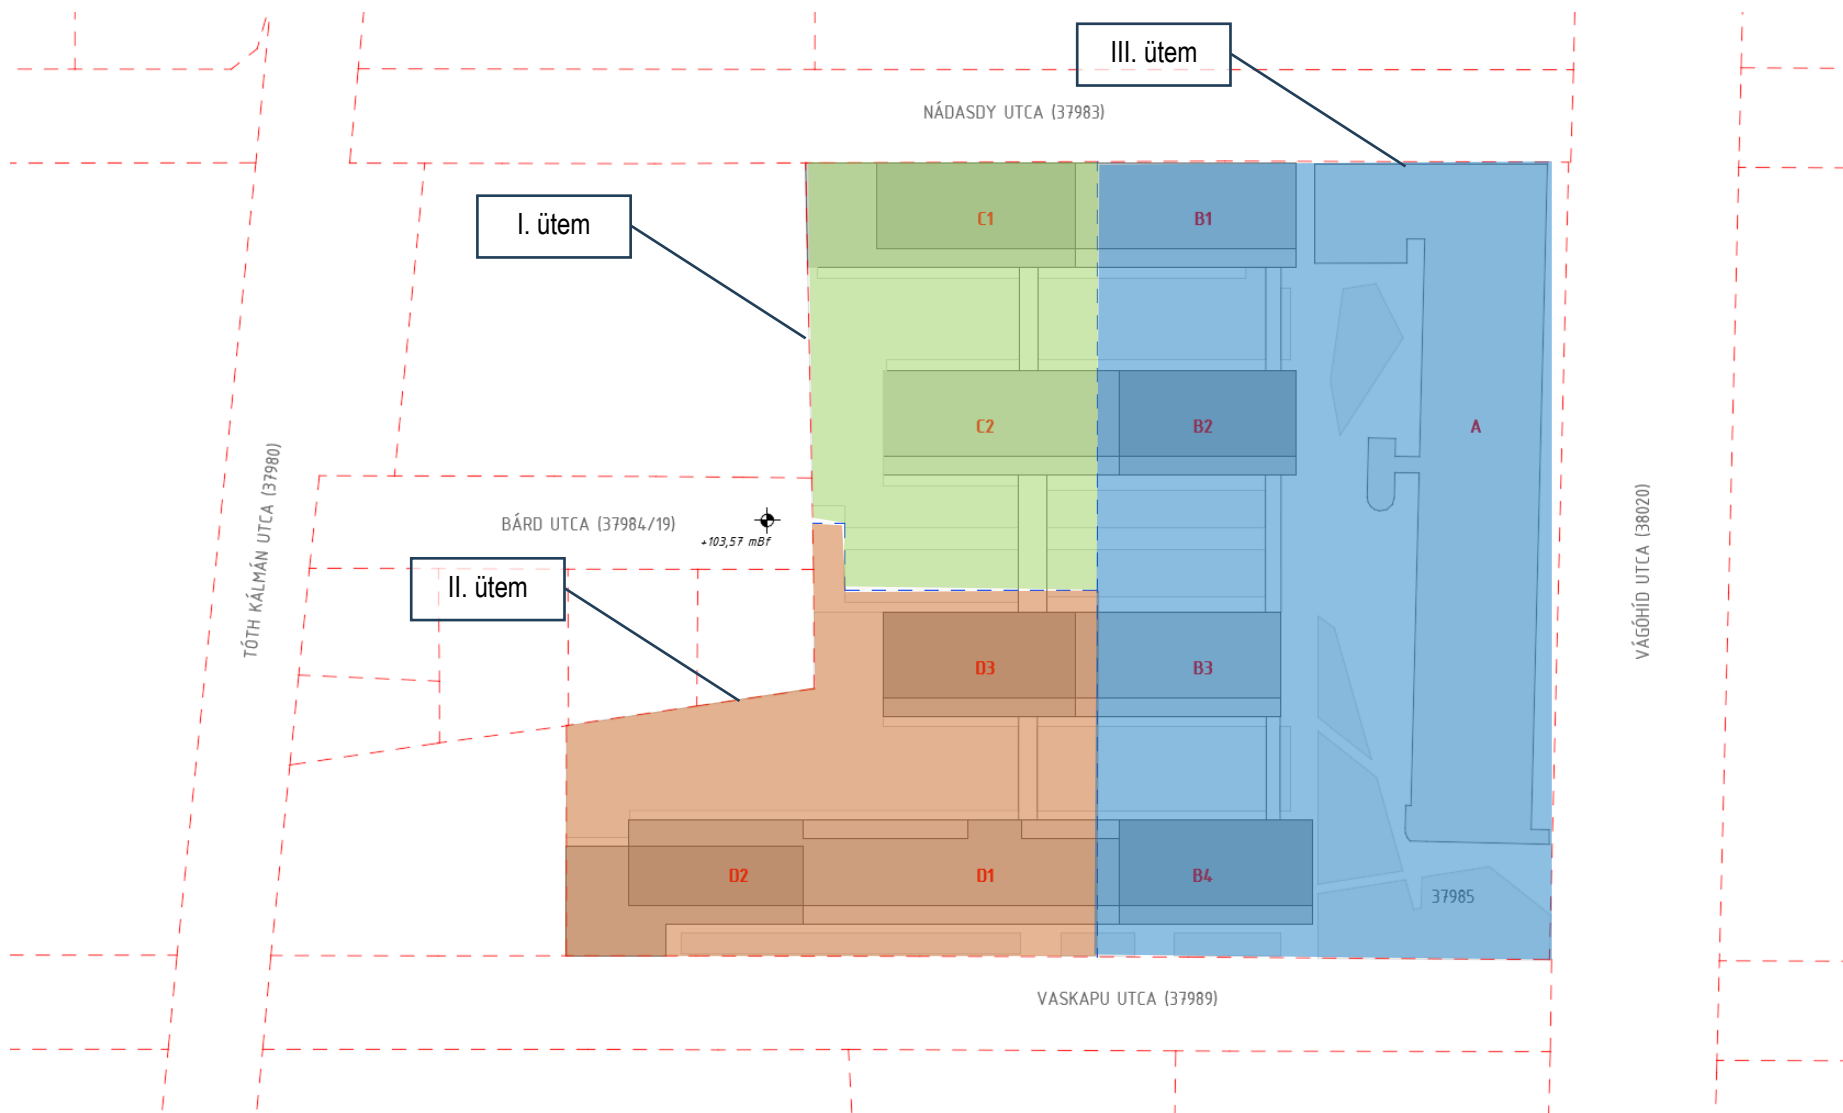 III. ütem
NÁDASDY UTCA (37983)
I. ütem
C1
B1
C2
B2
A
TÓTH KÁLMÁN UTCA (37980)
BÁRD UTCA (37984/19)
+103,57 mBf
VÁGÓHÍD UTCA (38020)
II. ütem
D3
B3
D2
D1
B4
37985
VASKAPU UTCA (37989)